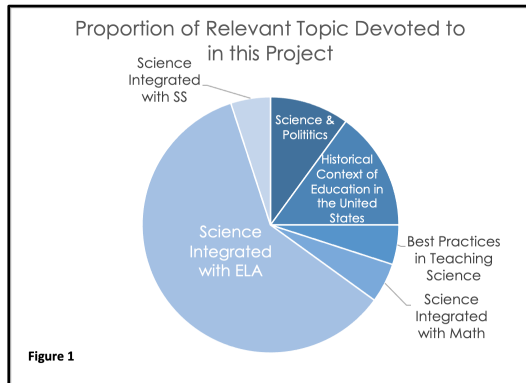 Proportion of Relevant Topic Devoted to
in this Project
Science
Integrated
with SS
Science &
Polititics
Historical
Context of
Education in
the United
States
Best Practices
in Teaching
Science
Science
Integrated
with Math
Science
Integrated
with ELA
Figure 1